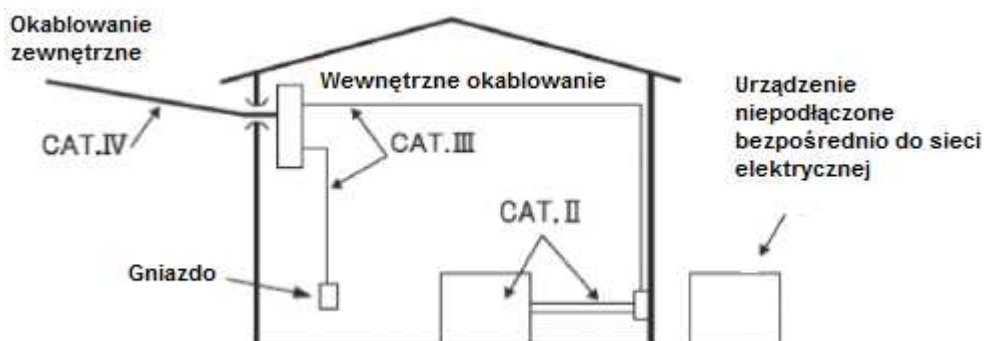 Okablowanie
zewnętrzne
Wewnętrzne okablowanie
Urządzenie
niepodłączone
bezpośrednio do sieci
elektrycznej
CAT.Ⅳ
CAT.Ⅲ
CAT.Ⅱ
Gniazdo